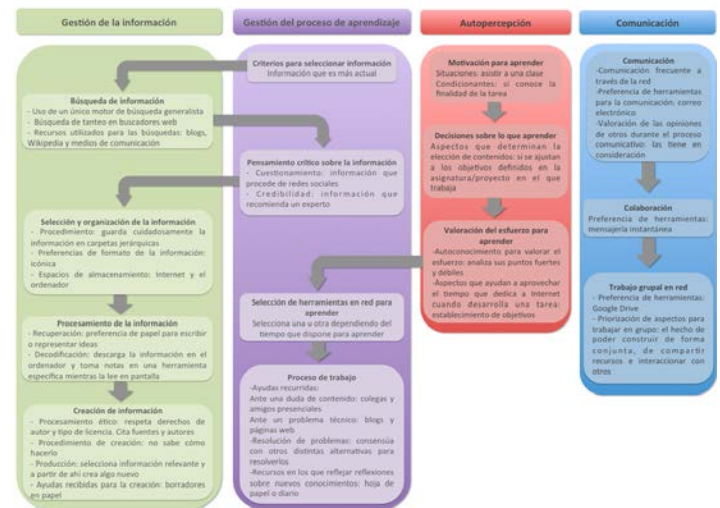 Gestión de la información
Búsqueda de información
- Uso de un único motor de búsqueda generalista
- Búsqueda de tanteo en buscadores web
- Recursos utilizados para las búsquedas: blogs,
Wikipedia y medios de comunicación
Selección y organización de la información
- Procedimiento: guarda cuidosamente la
información en carpetas jerárquicas
- Preferencias de formato de la información:
icónica
- Espacios de almacenamiento: Internet y el
ordenador
Procesamiento de la información
- Recuperación: preferencia de papel para escribir
o representar ideas
- Decodificación: descarga la información en el
ordenador y toma notas en una herramienta
específica mientras la lee en pantalla
Creación de información
- Procesamiento ético: respeta derechos de
autor y tipo de licencia. Cita fuentes y autores
- Procedimiento de creación: no sabe cómo
hacerlo
- Producción: selecciona información relevante y
a partir de ahí crea algo nuevo
- Ayudas recibidas para la creación: borradores
en papel
Gestión del proceso de aprendizaje
Criterios para seleccionar información
Información que es más actual
Pensamiento crítico sobre la información
- Cuestionamiento: información que
procede de redes sociales
- Credibilidad: información que
recomienda un experto
Selección de herramientas en red para
aprender
Selecciona una u otra dependiendo del
tiempo que dispone para aprender
Proceso de trabajo
-Ayudas recurridas:
Ante una duda de contenido: colegas y
amigos presenciales
Ante un problema técnico: blogs y
páginas web
-Resolución de problemas: consensúa
con otros distintas alternativas para
resolverlos
-Recursos en los que reflejar reflexiones
sobre nuevos conocimientos: hoja de
papel o diario
Autopercepción
Motivación para aprender
Situaciones: asistir a una clase
Condicionantes: si conoce la
finalidad de la tarea
Decisiones sobre lo que aprender
Aspectos que determinan la
elección de contenidos: si se ajustan
a los objetivos definidos en la
asignatura/proyecto en el que
trabaja
Valoración del esfuerzo para
aprender
- Autoconocimiento para valorar el
esfuerzo: analiza sus puntos fuertes
y débiles
-Aspectos que ayudan a aprovechar
el tiempo que dedica a Internet
cuando desarrolla una tarea:
establecimiento de objetivos
Comunicación
Comunicación
-Comunicación frecuente a
través de la red
-Preferencia de herramientas
para la comunicación: correo
electrónico
-Valoración de las opiniones
de otros durante el proceso
comunicativo: las tiene en
consideración
Colaboración
Preferencia de herramientas:
mensajería instantánea
Trabajo grupal en red
- Preferencia de herramientas:
Google Drive
- Priorización de aspectos para
trabajar en grupo: el hecho de
poder construir de forma
conjunta, de compartir
recursos e interaccionar con
otros